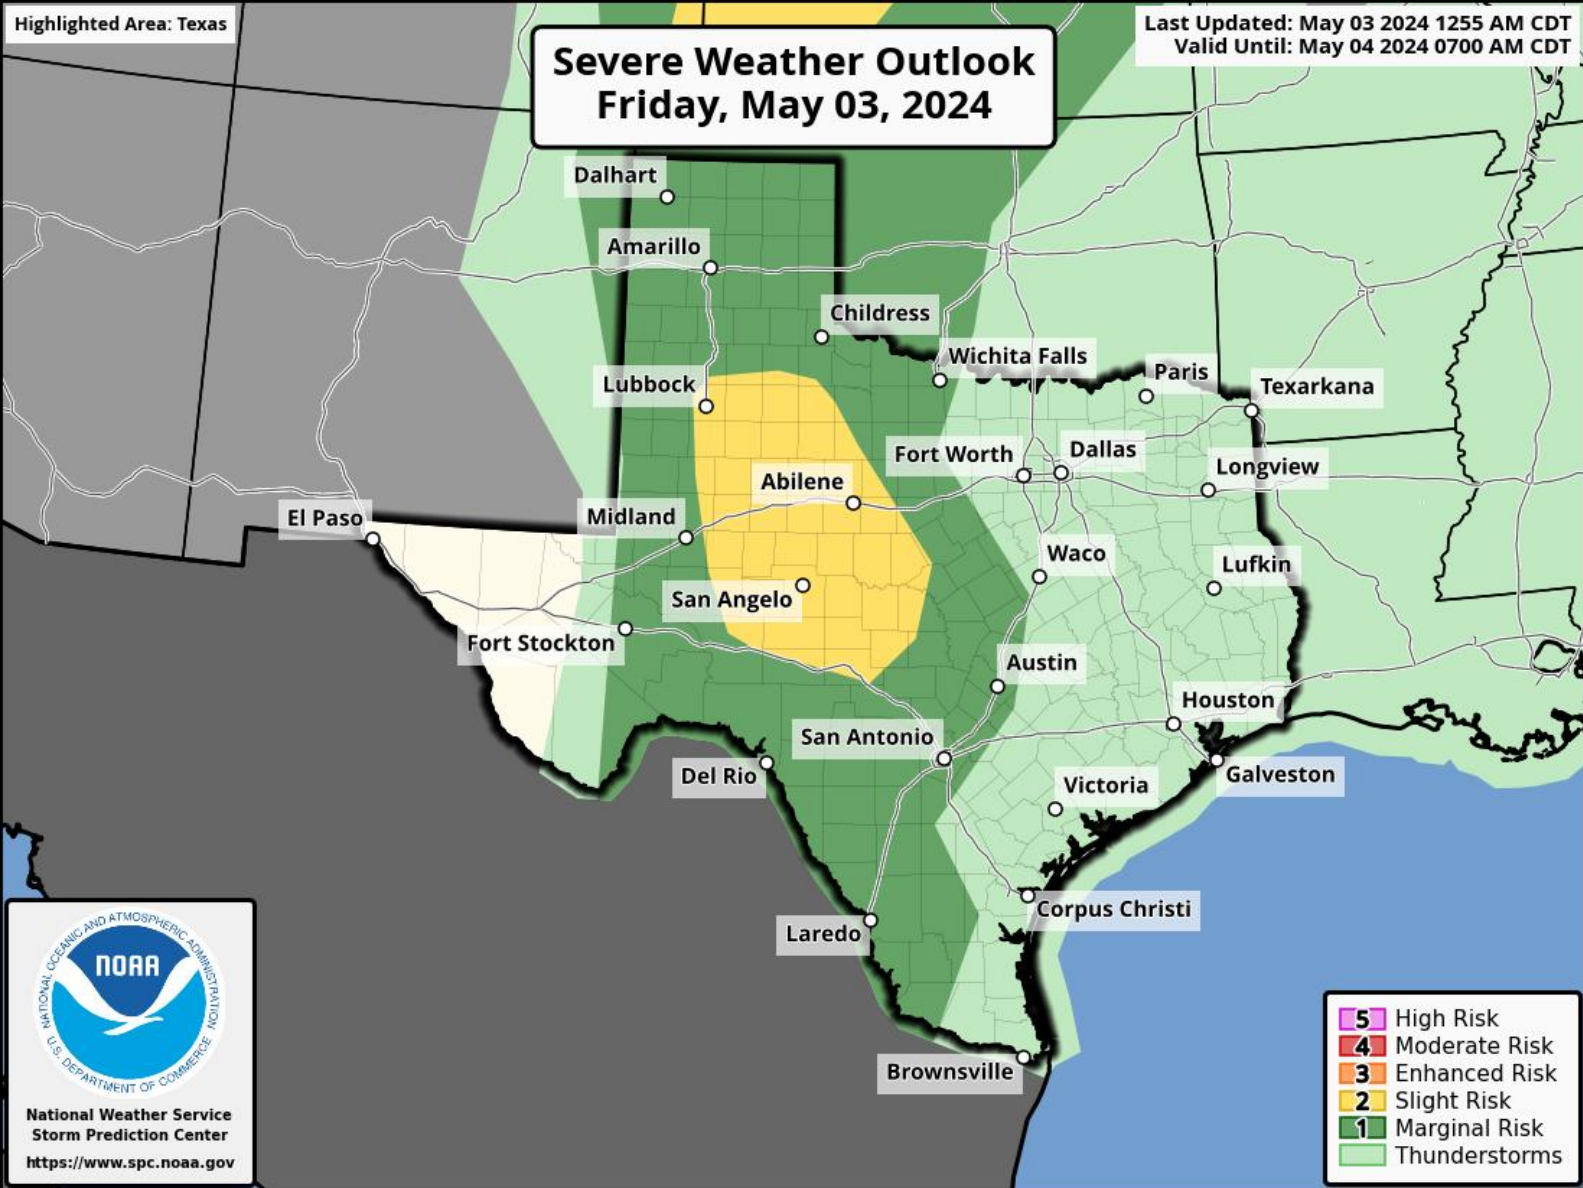 Highlighted Area: Texas
Severe Weather Outlook
Friday, May 03, 2024
Last Updated: May 03 2024 1255 AM CDT
Valid Until: May 04 2024 0700 AM CDT
Dalhart
Amarillo
Childress
Wichita Falls
Paris
Texarkana
Lubbock
Fort Worth
Dallas
Longview
Abilene
El Paso
Midland
Waco
Lufkin
San Angelo
Fort Stockton
Austin
Houston
San Antonio
Del Rio
Galveston
Victoria
Corpus Christi
Laredo
Brownsville
NATIONAL OCEANIC AND ATMOSPHERIC ADMINISTRATION
NOAA
U.S. DEPARTMENT OF COMMERCE
National Weather Service
Storm Prediction Center
https://www.spc.noaa.gov
5 High Risk
4 Moderate Risk
3 Enhanced Risk
2 Slight Risk
1 Marginal Risk
Thunderstorms